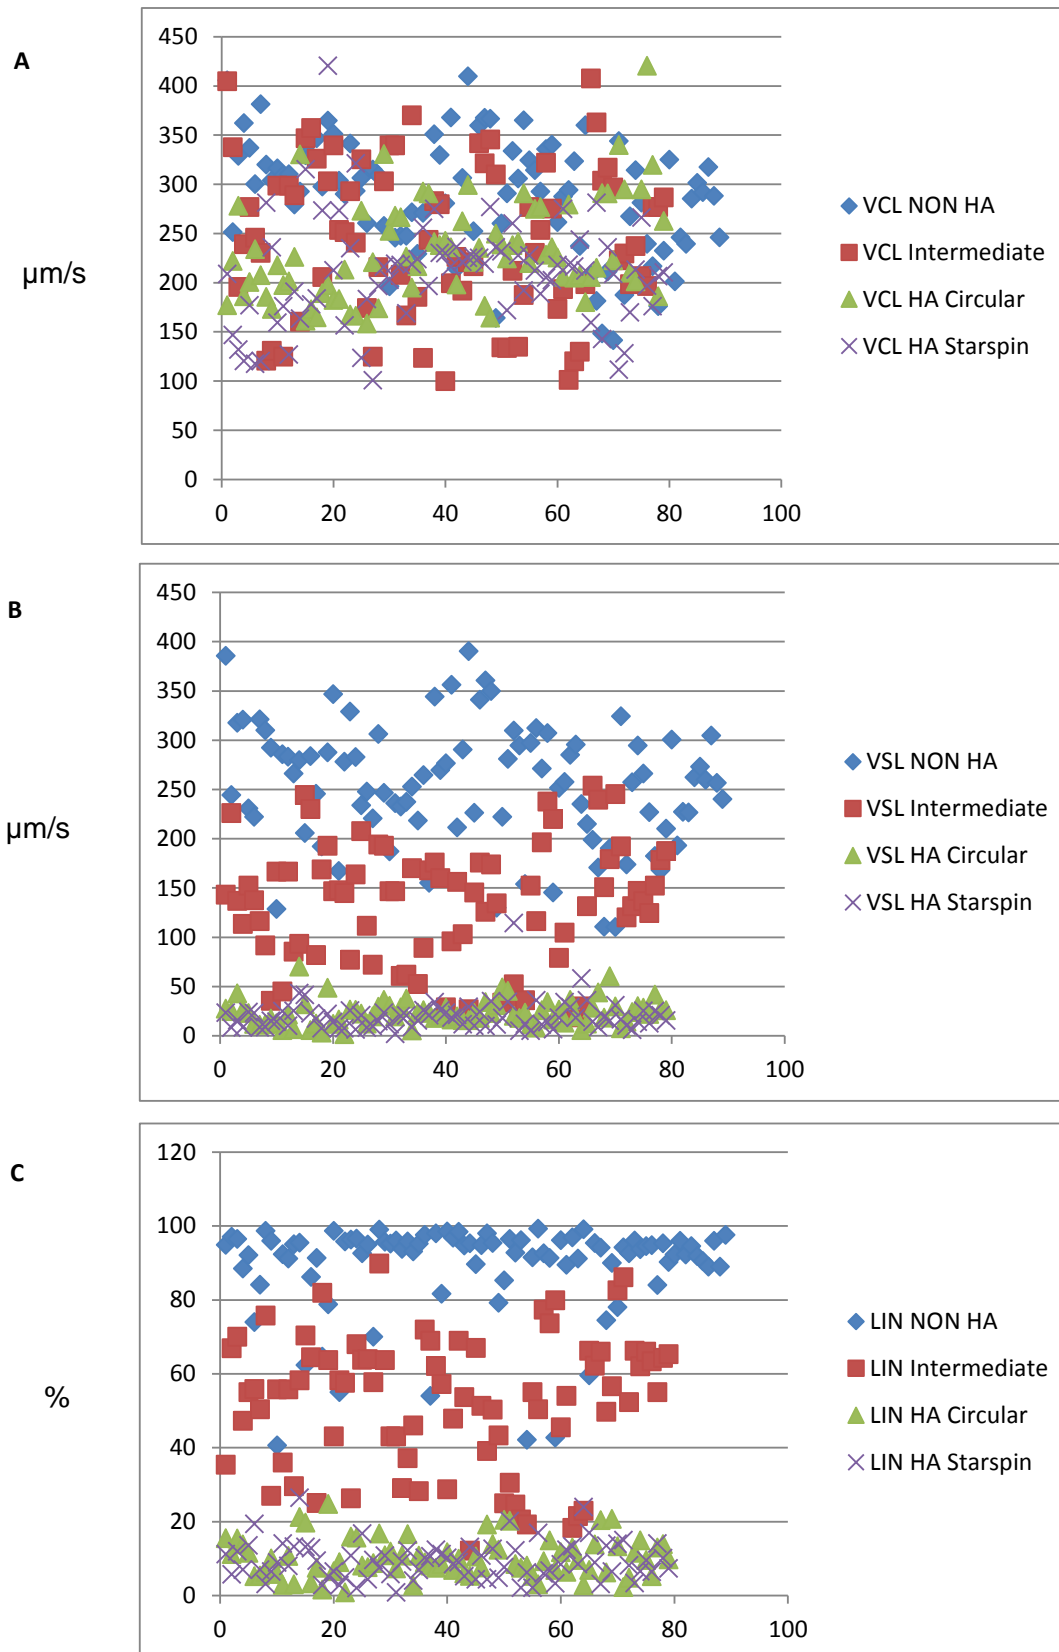 A
450
400
350
300
250
200
150
100
50
0
µm/s
0 20 40 60 80 100
VCL NON HA
VCL Intermediate
VCL HA Circular
VCL HA Starspin
B
450
400
350
300
250
200
150
100
50
0
µm/s
0 20 40 60 80 100
VSL NON HA
VSL Intermediate
VSL HA Circular
VSL HA Starspin
C
120
100
80
60
40
20
0
%
0 20 40 60 80 100
LIN NON HA
LIN Intermediate
LIN HA Circular
LIN HA Starspin